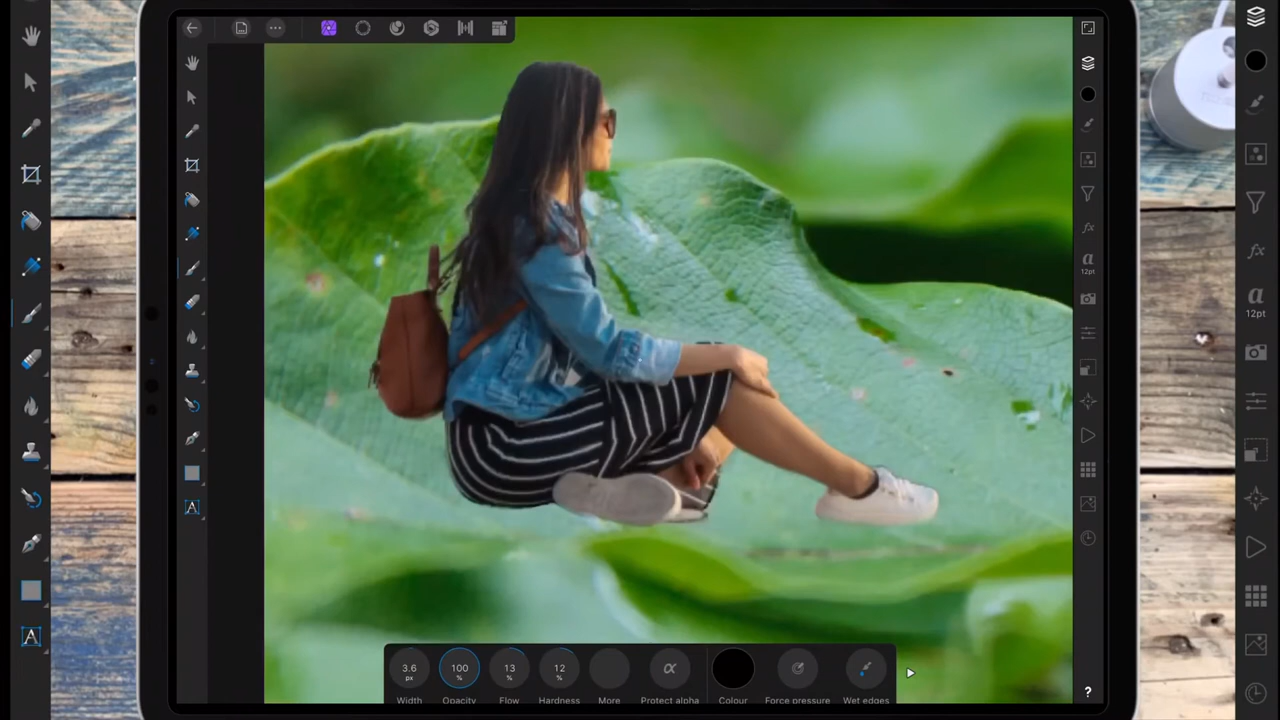 a
12pt
a
12pt
A
A
3.6
px
100
%
13
%
12
%
α
Width
Opacity
Flow
Hardness
More
Protect alpha
Colour
Force pressure
Wet edges
?